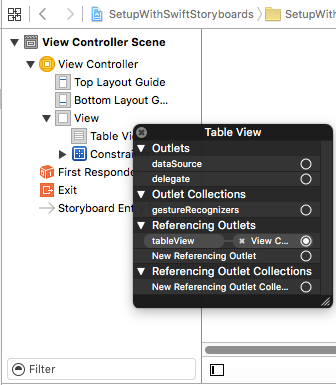 SetupWithSwiftStoryboards
SetupWith
View Controller Scene
View Controller
Top Layout Guide
Bottom Layout G...
View
Table Vie
Constrai
First Responde
Exit
Storyboard Ent
Table View
Outlets
dataSource
delegate
Outlet Collections
gestureRecognizers
Referencing Outlets
tableView
View C...
New Referencing Outlet
Referencing Outlet Collections
New Referencing Outlet Colle...
Filter